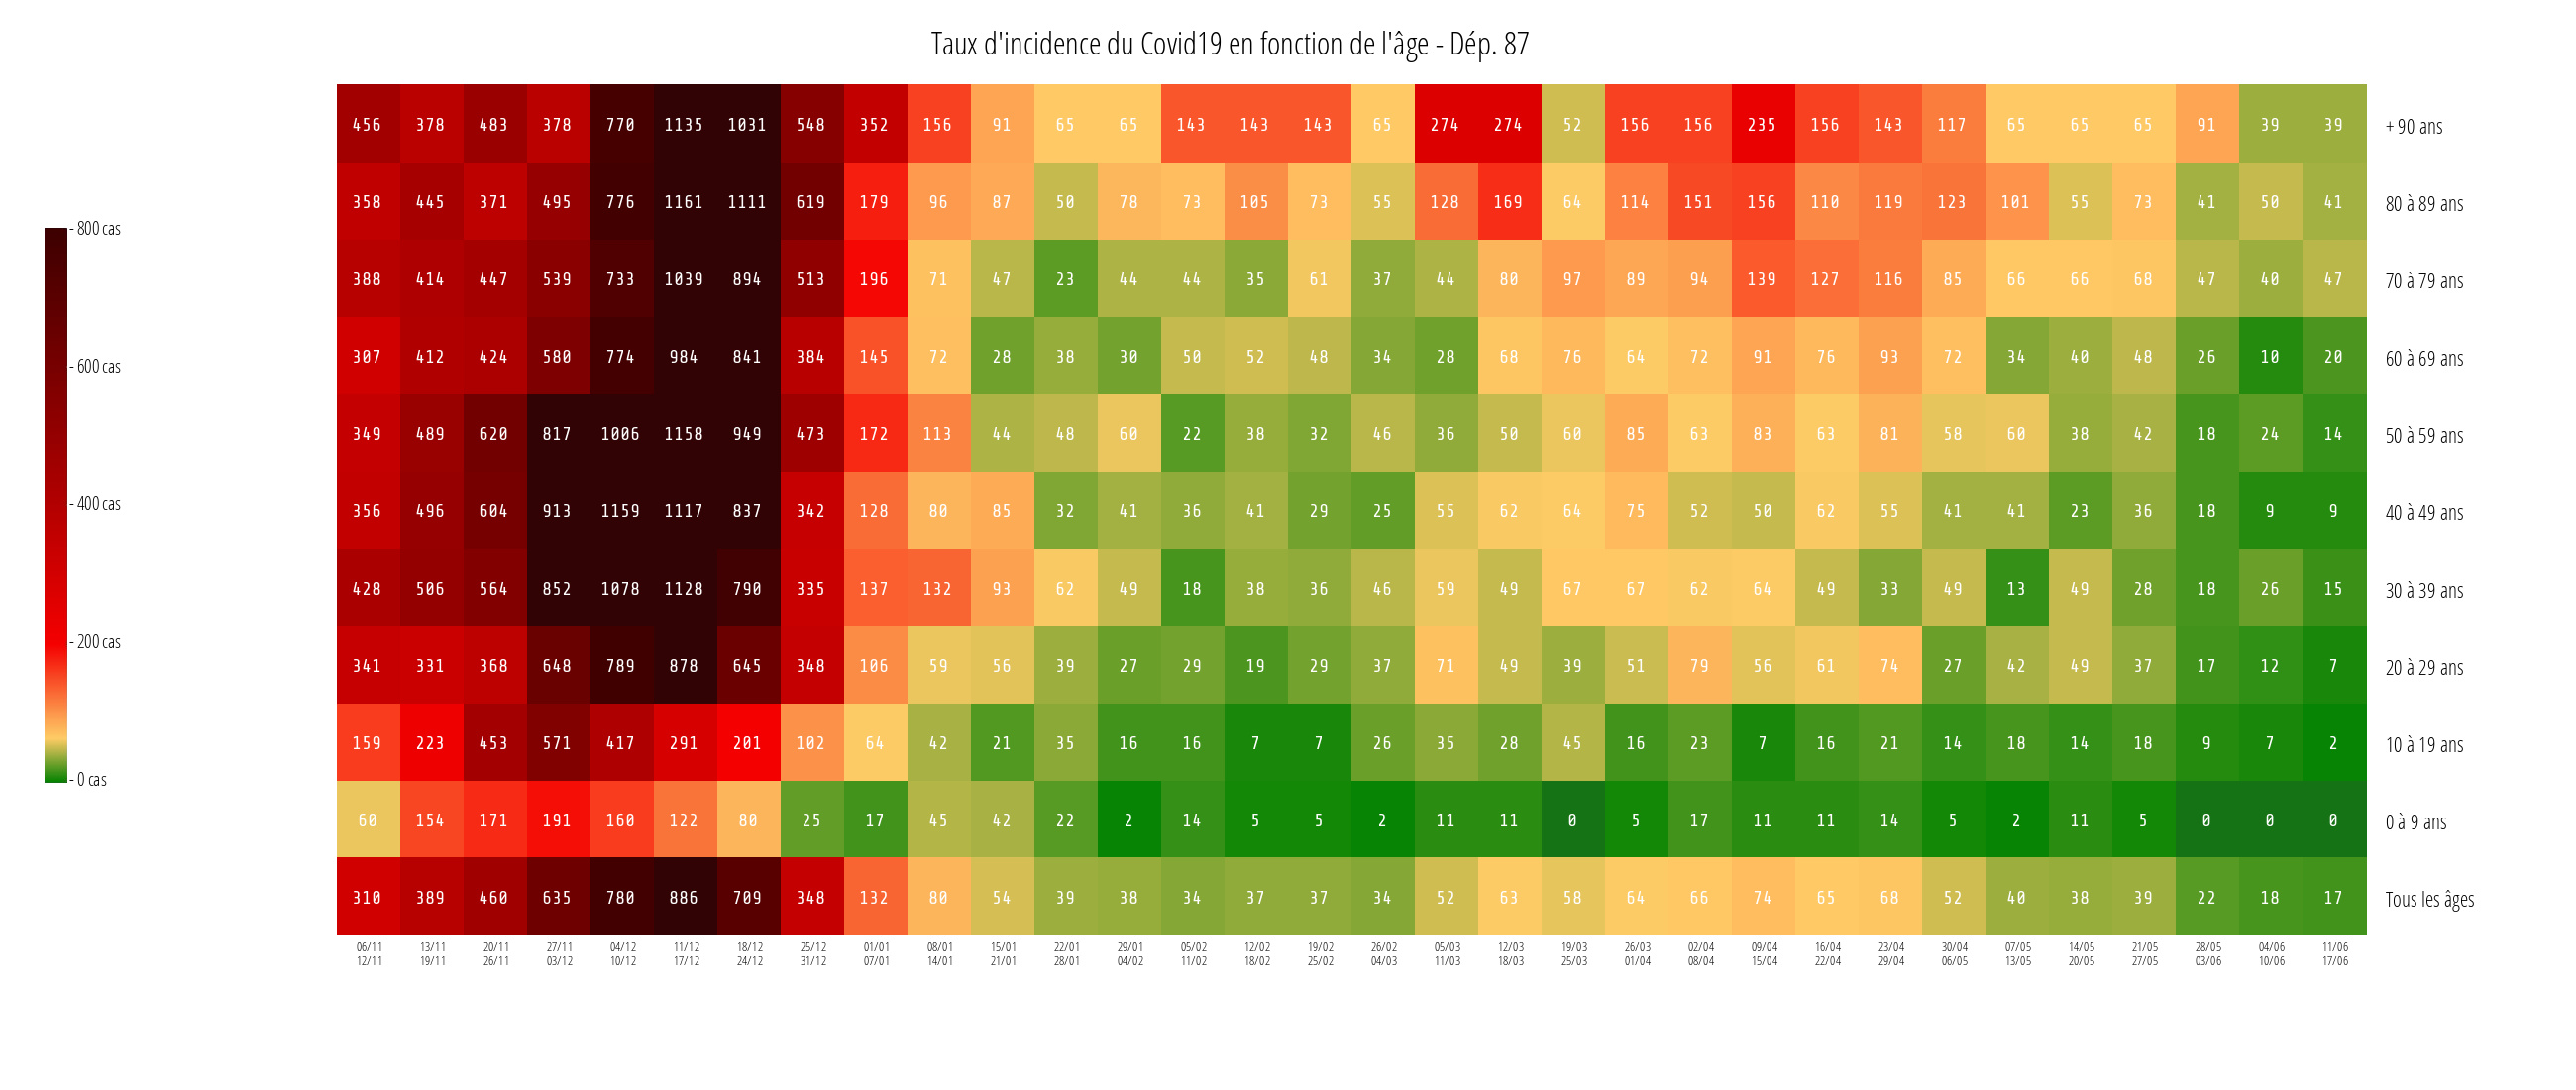 Taux d'incidence du Covid19 en fonction de l'âge - Dép. 87
456 378 483 378 770 1135 1031 548 352 156 91 65 65 143 143 143 65 274 274 52 156 156 235 156 143 117 65 65 65 91 39 39 + 90 ans
358 445 371 495 776 1161 1111 619 179 96 87 50 78 73 105 73 55 128 169 64 114 151 156 110 119 123 101 55 73 41 50 41 80 à 89 ans
388 414 447 539 733 1039 894 513 196 71 47 23 44 44 35 61 37 44 80 97 89 94 139 127 116 85 66 66 68 47 40 47 70 à 79 ans
307 412 424 580 774 984 841 384 145 72 28 38 30 50 52 48 34 28 68 76 64 72 91 76 93 72 34 40 48 26 10 20 60 à 69 ans
349 489 620 817 1006 1158 949 473 172 113 44 48 60 22 38 32 46 36 50 60 85 63 83 63 81 58 60 38 42 18 24 14 50 à 59 ans
356 496 604 913 1159 1117 837 342 128 80 85 32 41 36 41 29 25 55 62 64 75 52 50 62 55 41 41 23 36 18 9 9 40 à 49 ans
428 506 564 852 1078 1128 790 335 137 132 93 62 49 18 38 36 46 59 49 67 67 62 64 49 33 49 13 49 28 18 26 15 30 à 39 ans
341 331 368 648 789 878 645 348 106 59 56 39 27 29 19 29 37 71 49 39 51 79 56 61 74 27 42 49 37 17 12 7 20 à 29 ans
159 223 453 571 417 291 201 102 64 42 21 35 16 16 7 7 26 35 28 45 16 23 7 16 21 14 18 14 18 9 7 2 10 à 19 ans
60 154 171 191 160 122 80 25 17 45 42 22 2 14 5 5 2 11 11 0 5 17 11 11 14 5 2 11 5 0 0 0 0 à 9 ans
310 389 460 635 780 886 709 348 132 80 54 39 38 34 37 37 34 52 63 58 64 66 74 65 68 52 40 38 39 22 18 17 Tous les âges
06/11 13/11 20/11 27/11 04/12 11/12 18/12 25/12 01/01 08/01 15/01 22/01 29/01 05/02 12/02 19/02 26/02 05/03 12/03 19/03 26/03 02/04 09/04 16/04 23/04 30/04 07/05 14/05 21/05 28/05 04/06 11/06
12/11 19/11 26/11 03/12 10/12 17/12 24/12 31/12 07/01 14/01 21/01 28/01 04/02 11/02 18/02 25/02 04/03 11/03 18/03 25/03 01/04 08/04 15/04 22/04 29/04 06/05 13/05 20/05 27/05 03/06 10/06 17/06
- 800 cas
- 600 cas
- 400 cas
- 200 cas
- 0 cas